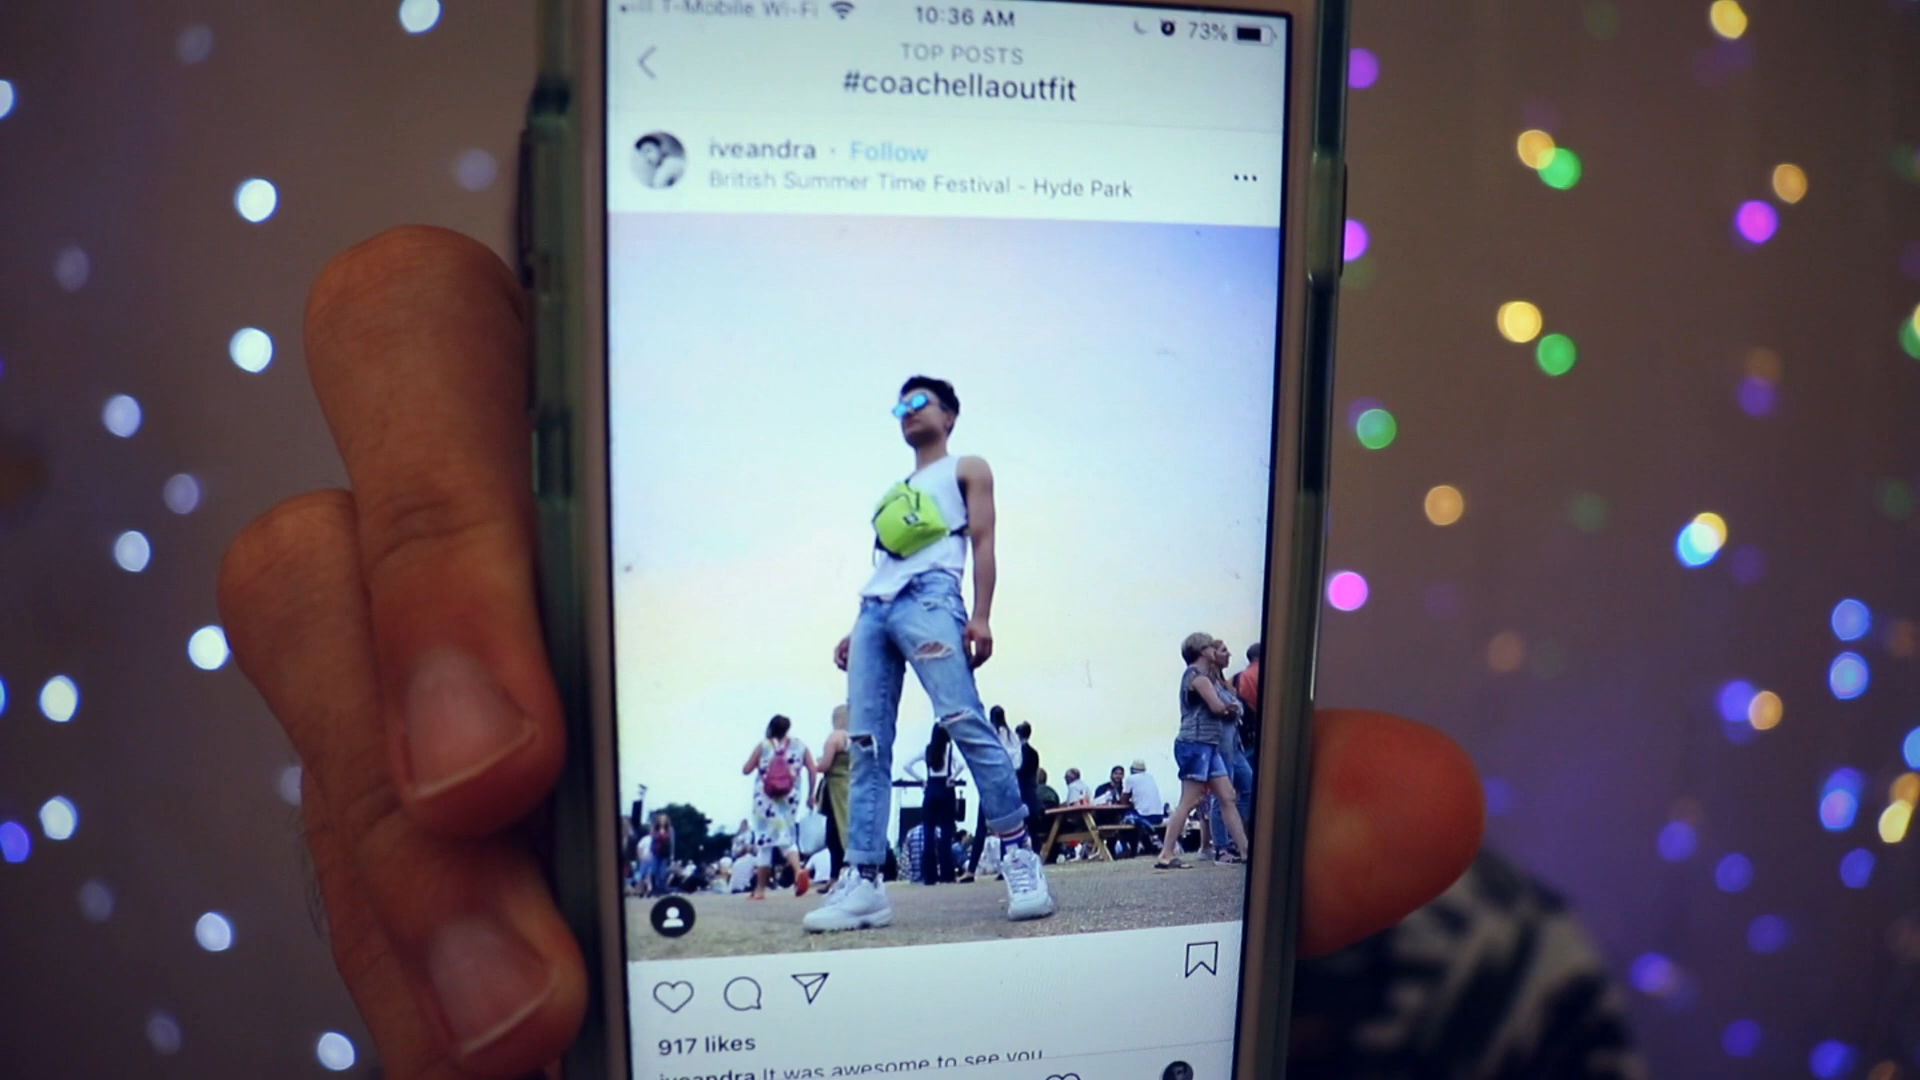 T-Mobile Wi-Fi 10:36 AM 73%
TOP POSTS
#coachellaoutfit
iveandra · Follow
British Summer Time Festival - Hyde Park
917 likes
iveandra It was awesome to see you